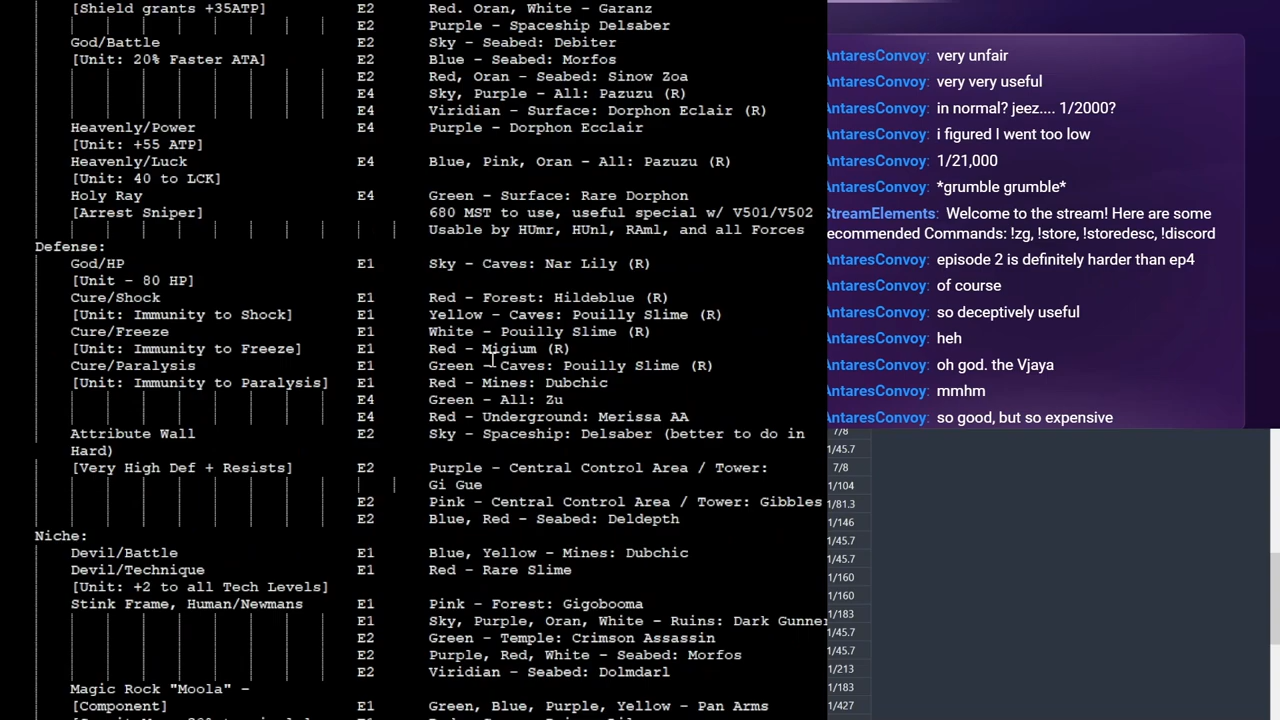 [Shield grants +35ATP] E2 Red. Oran, White - Garanz
E2 Purple - Spaceship Delsaber
God/Battle E2 Sky - Seabed: Debiter
[Unit: 20% Faster ATA] E2 Blue - Seabed: Morfos
E2 Red, Oran - Seabed: Sinow Zoa
E4 Sky, Purple - All: Pazuzu (R)
E4 Viridian - Surface: Dorphon Eclair (R)
Heavenly/Power E4 Purple - Dorphon Ecclair
[Unit: +55 ATP]
Heavenly/Luck E4 Blue, Pink, Oran - All: Pazuzu (R)
[Unit: 40 to LCK]
Holy Ray E4 Green - Surface: Rare Dorphon
[Arrest Sniper] 680 MST to use, useful special w/ V501/V502
Usable by HUmr, HUnl, RAml, and all Forces
Defense:
God/HP E1 Sky - Caves: Nar Lily (R)
[Unit - 80 HP]
Cure/Shock E1 Red - Forest: Hildeblue (R)
[Unit: Immunity to Shock] E1 Yellow - Caves: Pouilly Slime (R)
Cure/Freeze E1 White - Pouilly Slime (R)
[Unit: Immunity to Freeze] E1 Red - Migium (R)
Cure/Paralysis E1 Green - Caves: Pouilly Slime (R)
[Unit: Immunity to Paralysis] E1 Red - Mines: Dubchic
E4 Green - All: Zu
E4 Red - Underground: Merissa AA
Attribute Wall E2 Sky - Spaceship: Delsaber (better to do in
Hard)
[Very High Def + Resists] E2 Purple - Central Control Area / Tower:
Gi Gue
E2 Pink - Central Control Area / Tower: Gibbles
E2 Blue, Red - Seabed: Deldepth
Niche:
Devil/Battle E1 Blue, Yellow - Mines: Dubchic
Devil/Technique E1 Red - Rare Slime
[Unit: +2 to all Tech Levels]
Stink Frame, Human/Newmans E1 Pink - Forest: Gigobooma
E1 Sky, Purple, Oran, White - Ruins: Dark Gunner
E2 Green - Temple: Crimson Assassin
E2 Purple, Red, White - Seabed: Morfos
E2 Viridian - Seabed: Dolmdarl
Magic Rock "Moola" -
[Component] E1 Green, Blue, Purple, Yellow - Pan Arms
AntaresConvoy: very unfair
AntaresConvoy: very very useful
AntaresConvoy: in normal? jeez.... 1/2000?
AntaresConvoy: i figured I went too low
AntaresConvoy: 1/21,000
AntaresConvoy: *grumble grumble*
StreamElements: Welcome to the stream! Here are some
ecommended Commands: !zg, !store, !storedesc, !discord
AntaresConvoy: episode 2 is definitely harder than ep4
AntaresConvoy: of course
AntaresConvoy: so deceptively useful
AntaresConvoy: heh
AntaresConvoy: oh god. the Vjaya
AntaresConvoy: mmhm
AntaresConvoy: so good, but so expensive
7/8
1/45.7
7/8
1/104
1/81.3
1/146
1/45.7
1/45.7
1/160
1/160
1/183
1/45.7
1/45.7
1/213
1/183
1/427